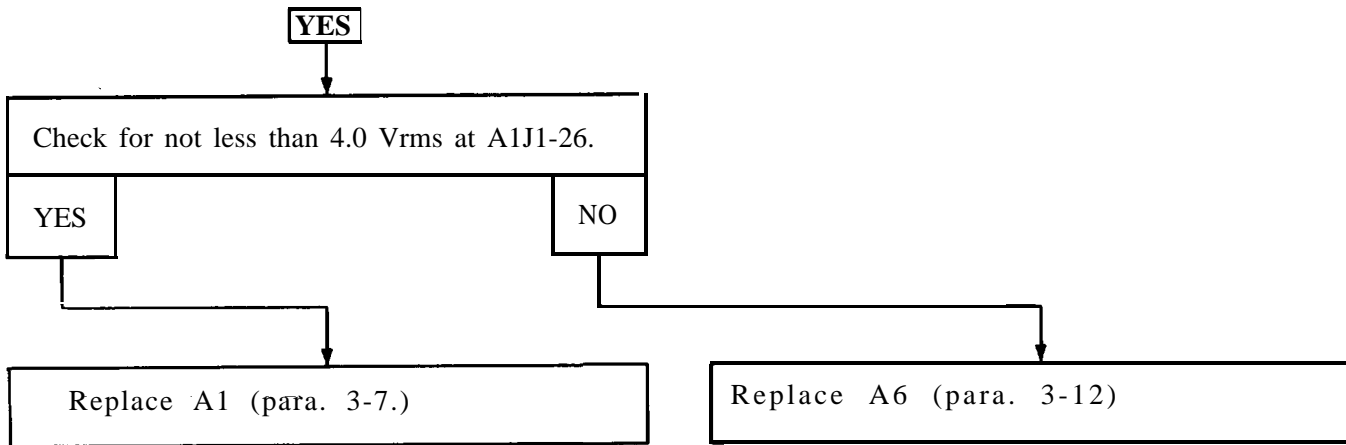 YES
Check for not less than 4.0 Vrms at A1J1-26.
YES
NO
Replace A1 (para. 3-7.)
Replace A6 (para. 3-12)